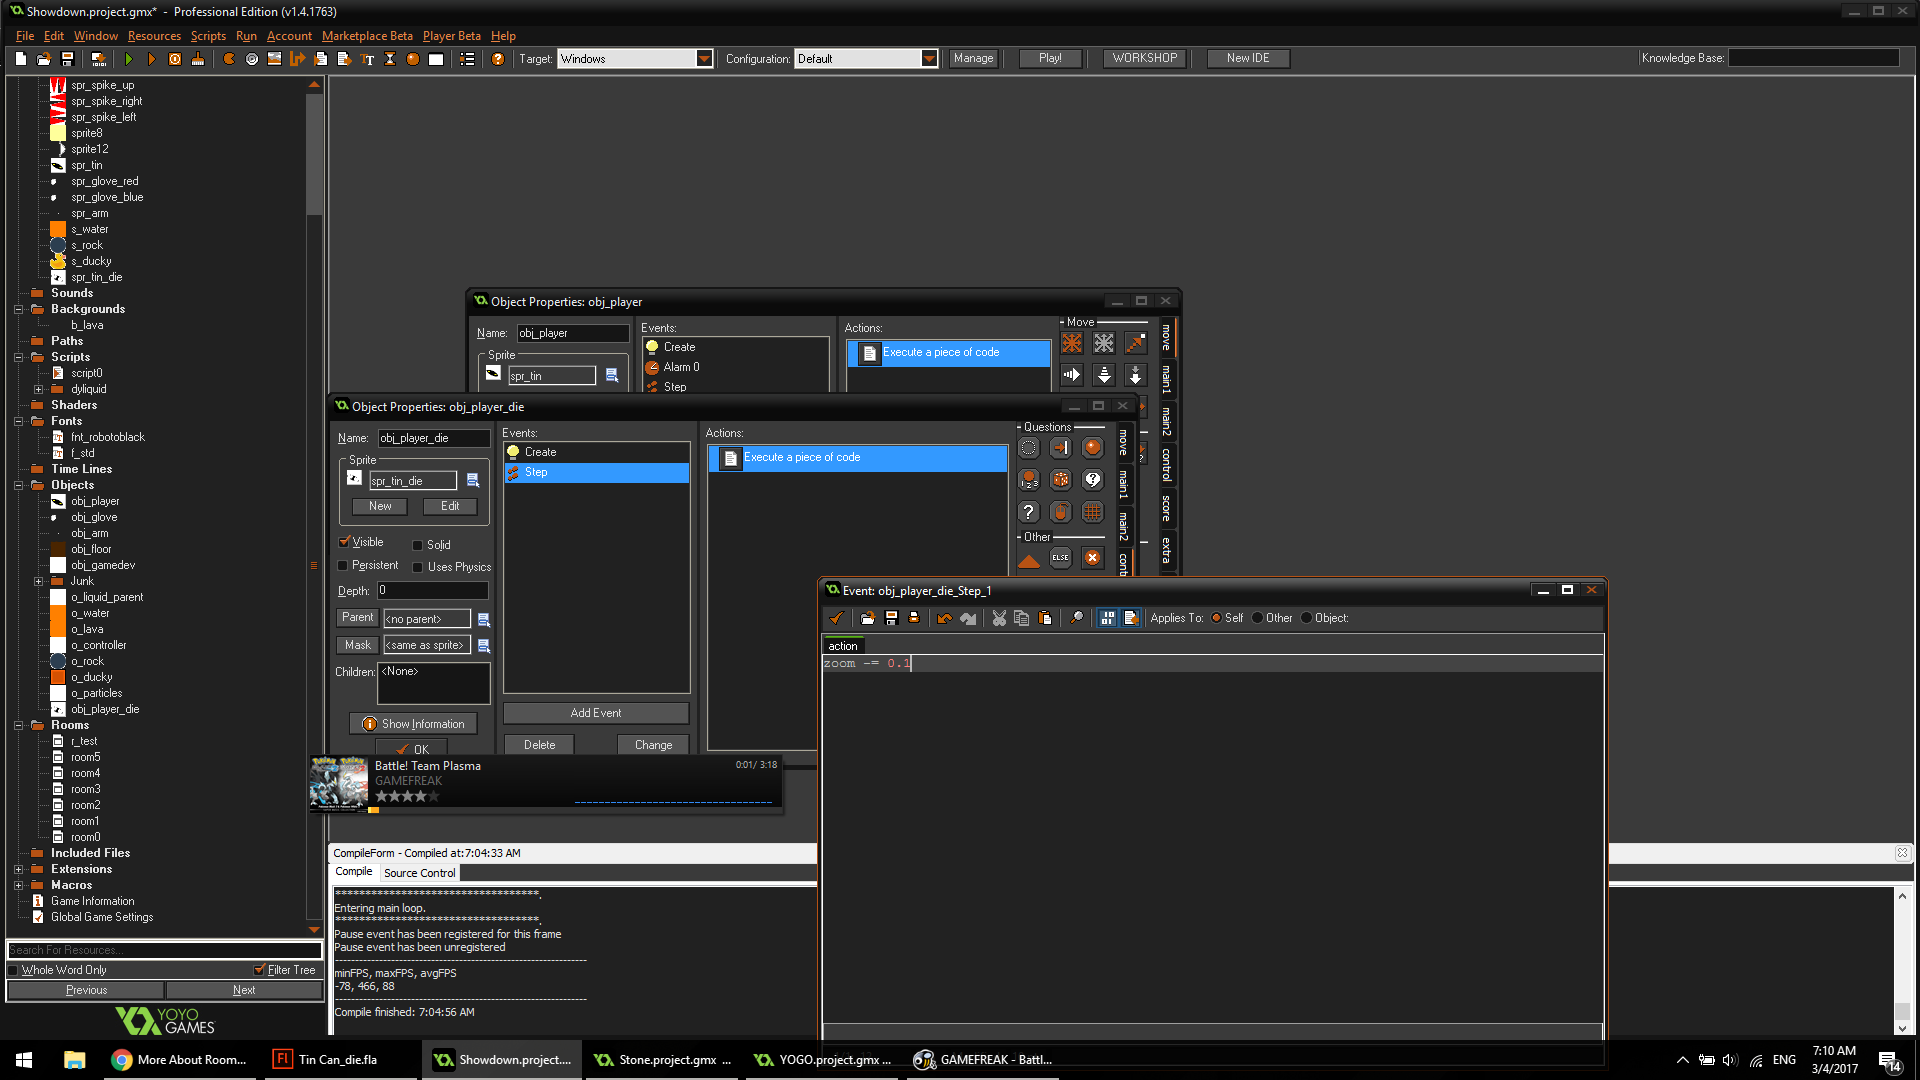 Showdown.project.gmx* - Professional Edition (v1.4.1763)
File Edit Window Resources Scripts Run Account Marketplace Beta Player Beta Help
Target: Windows Configuration: Default Manage Play! WORKSHOP New IDE Knowledge Base:
spr_spike_up
spr_spike_right
spr_spike_left
sprite8
sprite12
spr_tin
spr_glove_red
spr_glove_blue
spr_arm
s_water
s_rock
s_ducky
spr_tin_die
Sounds
Backgrounds
b_lava
Paths
Scripts
script0
dyliquid
Shaders
Fonts
fnt_robotoblack
f_std
Time Lines
Objects
obj_player
obj_glove
obj_arm
obj_floor
obj_gamedev
Junk
o_liquid_parent
o_water
o_lava
o_controller
o_rock
o_ducky
o_particles
obj_player_die
Rooms
r_test
room5
room4
room3
room2
room1
room0
Included Files
Extensions
Macros
Game Information
Global Game Settings
Search For Resources...
Whole Word Only Filter Tree
Previous Next
YOYO
GAMES
Object Properties: obj_player
Name: obj_player
Sprite
spr_tin
Events:
Create
Alarm 0
Step
Actions:
Execute a piece of code
Move
move
main1
main2
control
score
extra
Object Properties: obj_player_die
Name: obj_player_die
Sprite
spr_tin_die
New Edit
Visible Solid
Persistent Uses Physics
Depth: 0
Parent <no parent>
Mask <same as sprite>
Children: <None>
Show Information
OK
Events:
Create
Step
Add Event
Delete Change
Actions:
Execute a piece of code
Questions
Other
ELSE
move
main1
main2
cont
Event: obj_player_die_Step_1
Applies To: Self Other Object:
action
zoom -= 0.1
Battle! Team Plasma 0:01/ 3:18
GAMEFREAK
CompileForm - Compiled at:7:04:33 AM
Compile Source Control
**********************************.
Entering main loop.
**********************************.
Pause event has been registered for this frame
Pause event has been unregistered
minFPS, maxFPS, avgFPS
-78, 466, 88
Compile finished: 7:04:56 AM
More About Room... Tin Can_die.fla Showdown.project.... Stone.project.gmx ... YOGO.project.gmx ... GAMEFREAK - Battl...
ENG
7:10 AM
3/4/2017
14